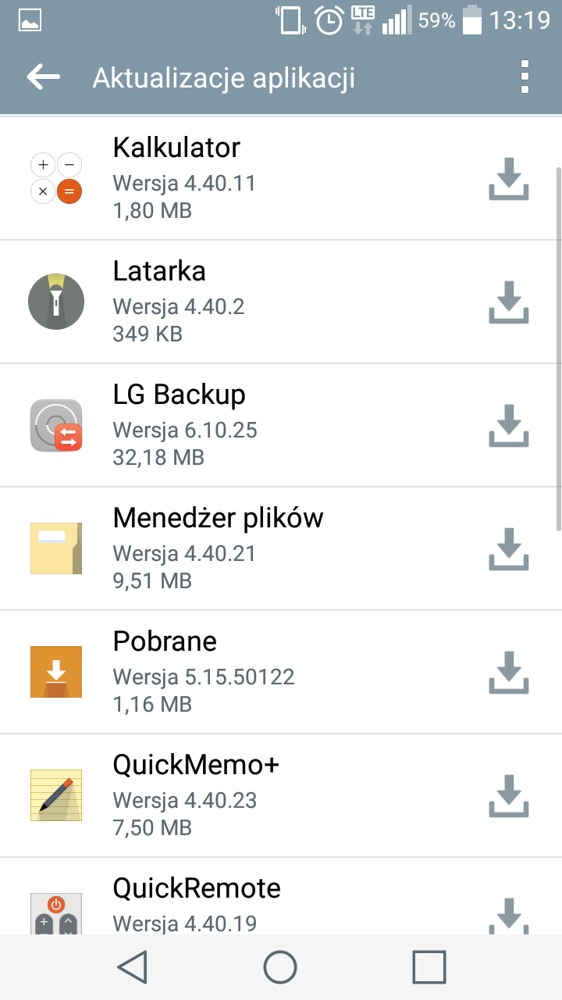 LTE 59% 13:19
Aktualizacje aplikacji
Kalkulator
Wersja 4.40.11
1,80 MB
Latarka
Wersja 4.40.2
349 KB
LG Backup
Wersja 6.10.25
32,18 MB
Menedżer plików
Wersja 4.40.21
9,51 MB
Pobrane
Wersja 5.15.50122
1,16 MB
QuickMemo+
Wersja 4.40.23
7,50 MB
QuickRemote
Wersja 4.40.19